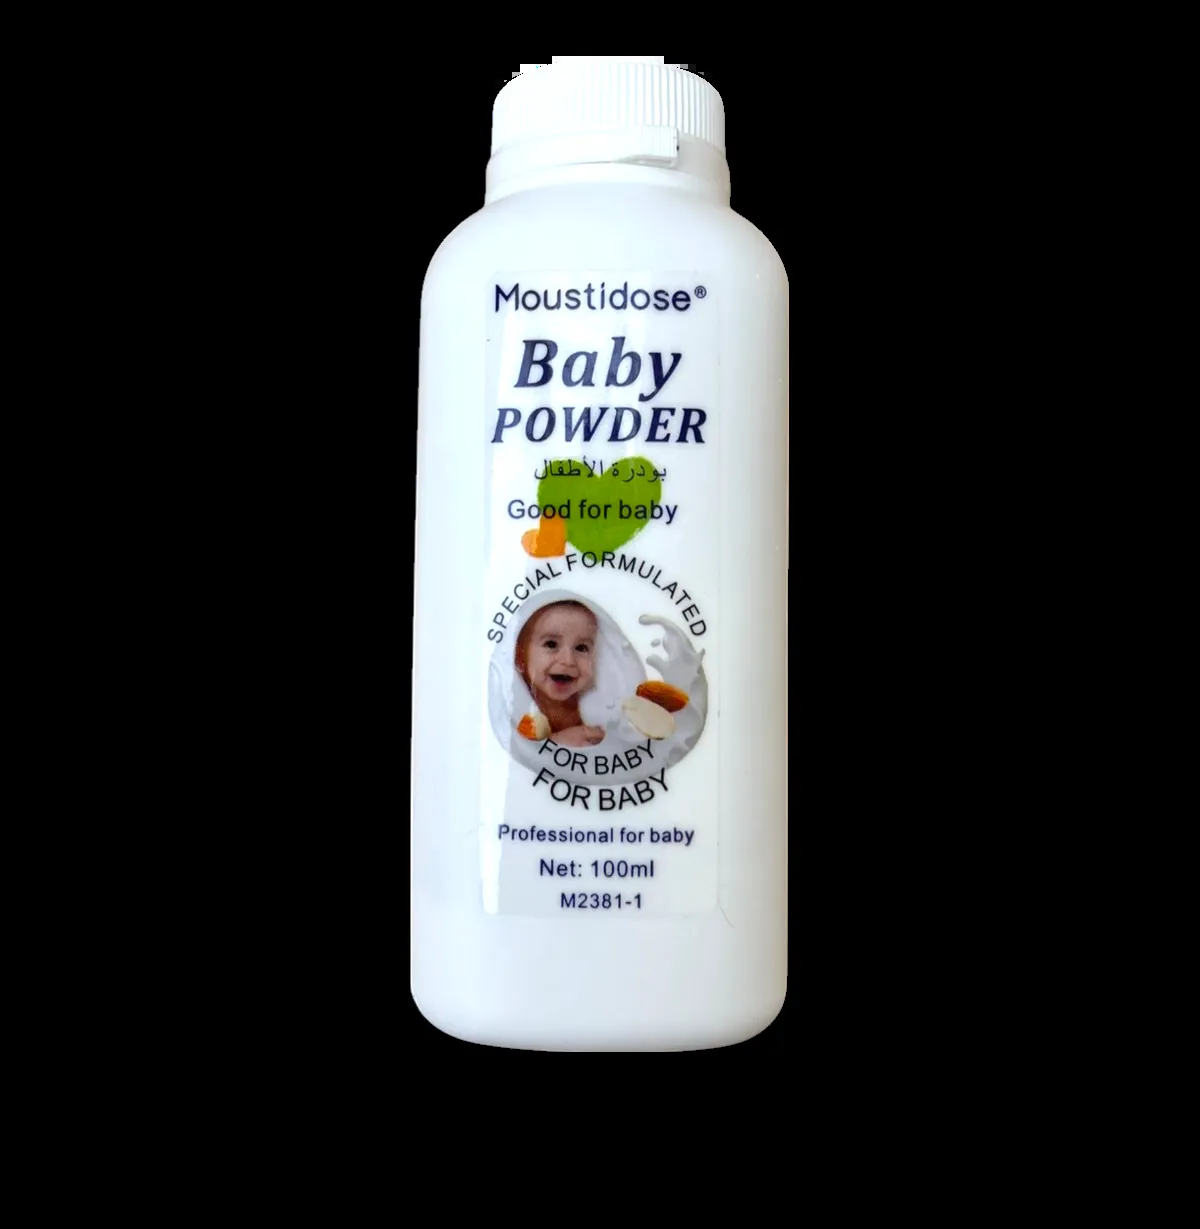 Moustidose®
Baby
POWDER
بودرة الأطفال
Good for baby
SPECIAL FORMULATED
FOR BABY
FOR BABY
Professional for baby
Net: 100ml
M2381-1